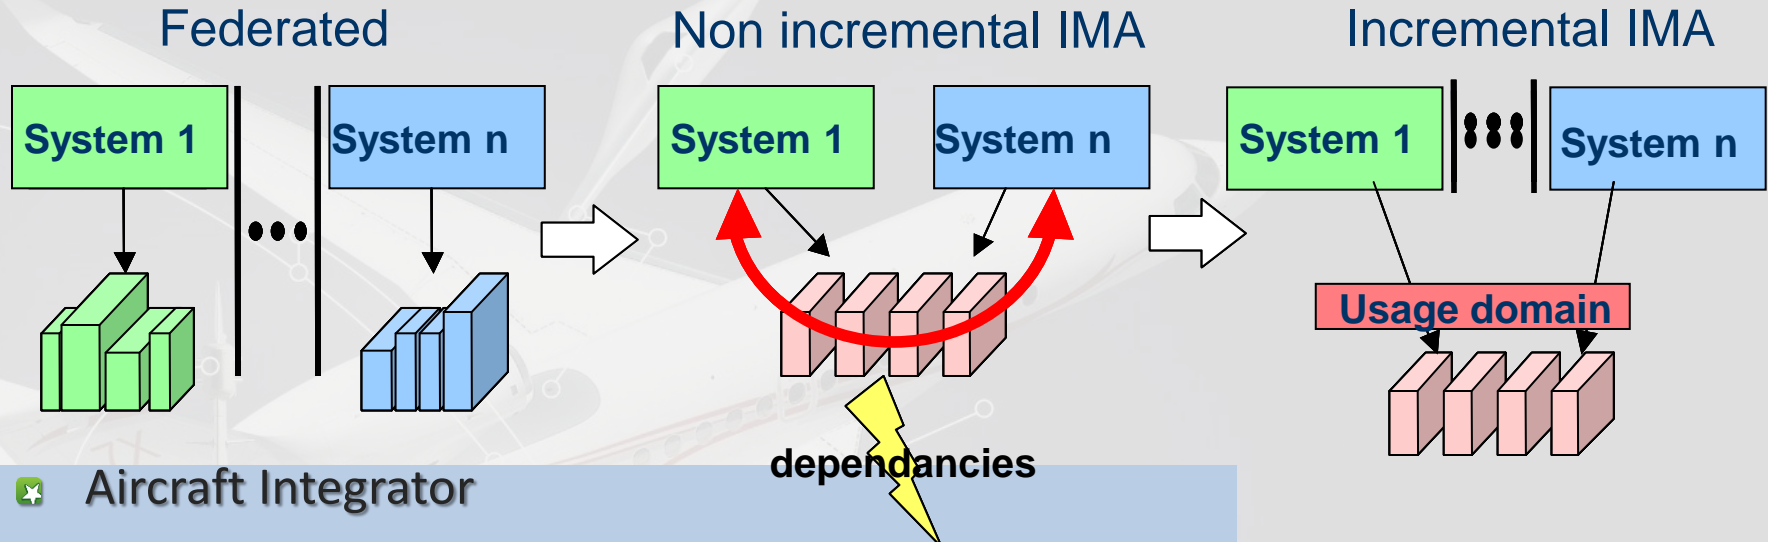 Federated
Non incremental IMA
Incremental IMA
System 1
System n
System 1
System n
System 1
System n
Usage domain
dependancies
Aircraft Integrator